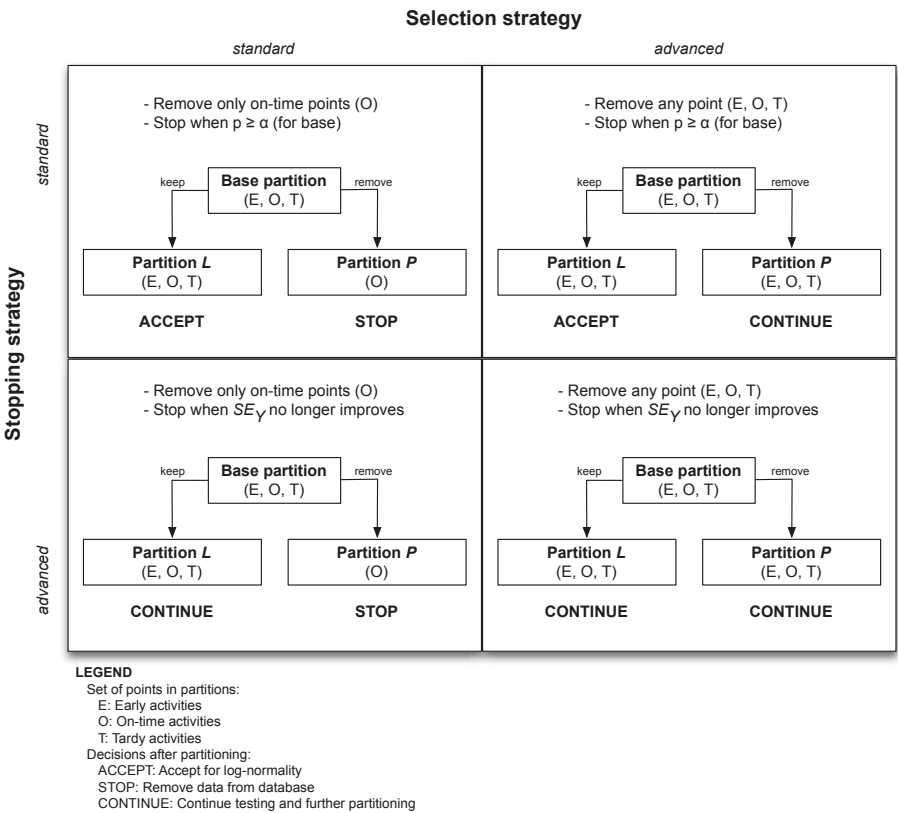 Selection strategy
standard
advanced
Stopping strategy
standard
- Remove only on-time points (O)
- Stop when p ≥ α (for base)
keep
Base partition
(E, O, T)
remove
Partition L
(E, O, T)
ACCEPT
Partition P
(O)
STOP
- Remove any point (E, O, T)
- Stop when p ≥ α (for base)
keep
Base partition
(E, O, T)
remove
Partition L
(E, O, T)
ACCEPT
Partition P
(E, O, T)
CONTINUE
advanced
- Remove only on-time points (O)
- Stop when SEY no longer improves
keep
Base partition
(E, O, T)
remove
Partition L
(E, O, T)
CONTINUE
Partition P
(O)
STOP
- Remove any point (E, O, T)
- Stop when SEY no longer improves
keep
Base partition
(E, O, T)
remove
Partition L
(E, O, T)
CONTINUE
Partition P
(E, O, T)
CONTINUE
LEGEND
Set of points in partitions:
E: Early activities
O: On-time activities
T: Tardy activities
Decisions after partitioning:
ACCEPT: Accept for log-normality
STOP: Remove data from database
CONTINUE: Continue testing and further partitioning